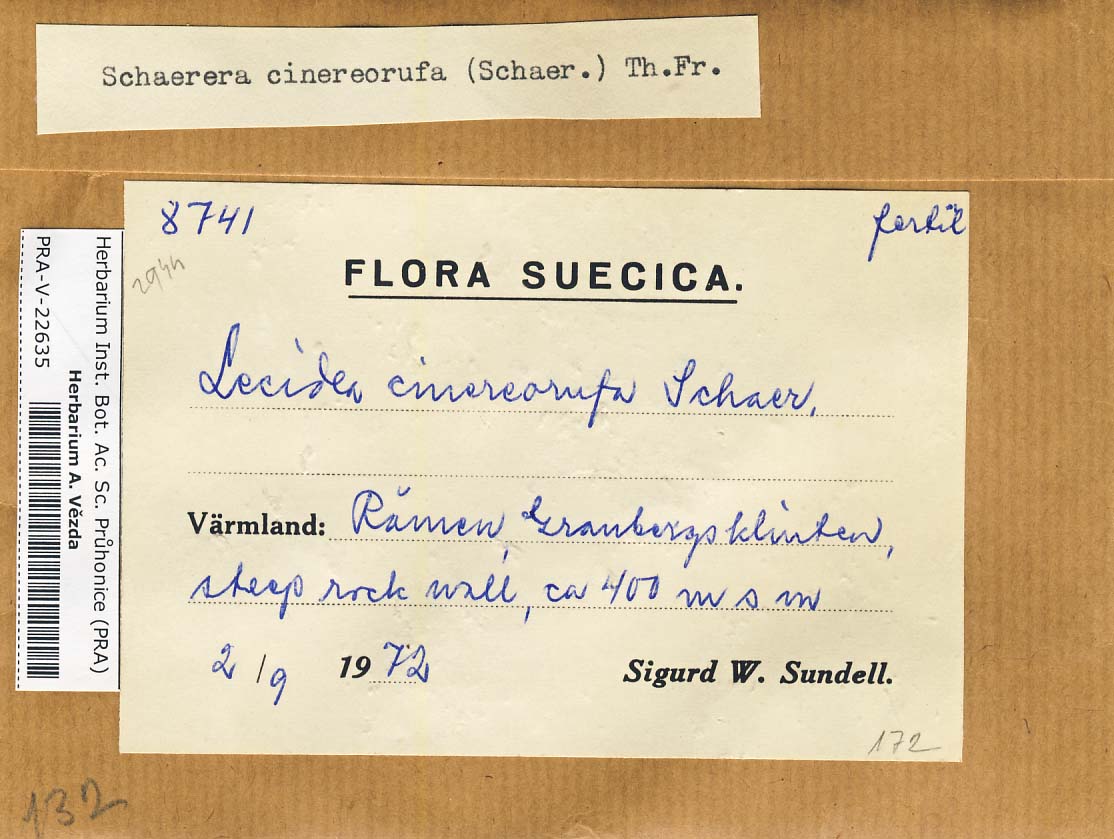 Schaerera cinereorufa (Schaer.) Th.Fr.
8741
fertil
2944
FLORA SUECICA.
Lecidea cinereorufa Schaer.
Värmland: Rämen, Granbergsklinten,
steep rock wall, ca 400 m s m
2/9 1972
Sigurd W. Sundell.
172
132
Herbarium Inst. Bot. Ac. Sc. Průhonice (PRA)
Herbarium A. Vězda
PRA-V-22635